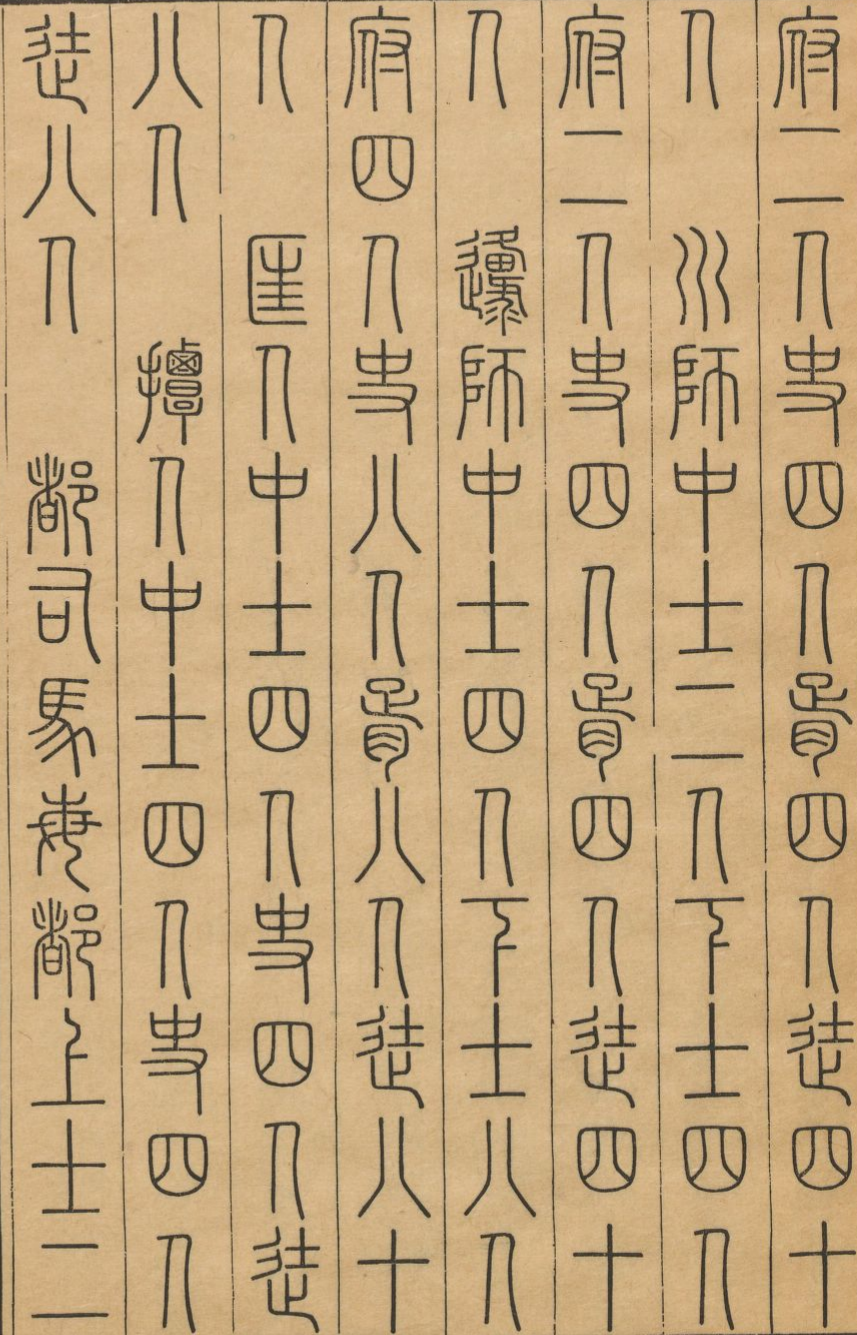 府二人史四人胥四人徒四十
人　川師中士二人下士四人
府二人史四人胥四人徒四十
人　邍師中士四人下士八人
府四人史八人胥八人徒八十
人　匡人中士四人史四人徒
八人　撢人中士四人史四人
徒八人　都司馬每都上士二